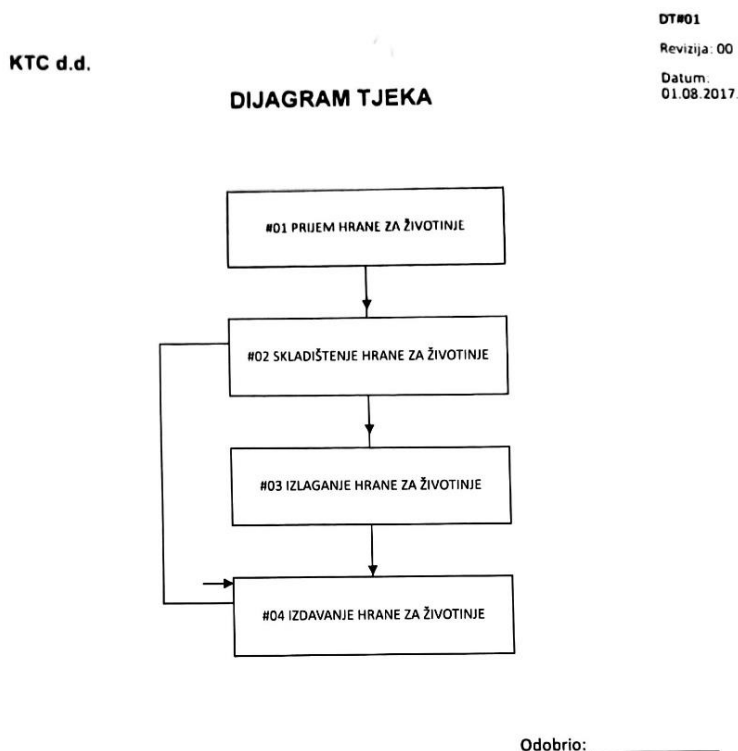 DT#01
Revizija: 00
KTC d.d.
Datum:
01.08.2017.
DIJAGRAM TJEKA
#01 PRIJEM HRANE ZA ŽIVOTINJE
#02 SKLADIŠTENJE HRANE ZA ŽIVOTINJE
#03 IZLAGANJE HRANE ZA ŽIVOTINJE
#04 IZDAVANJE HRANE ZA ŽIVOTINJE
Odobrio: